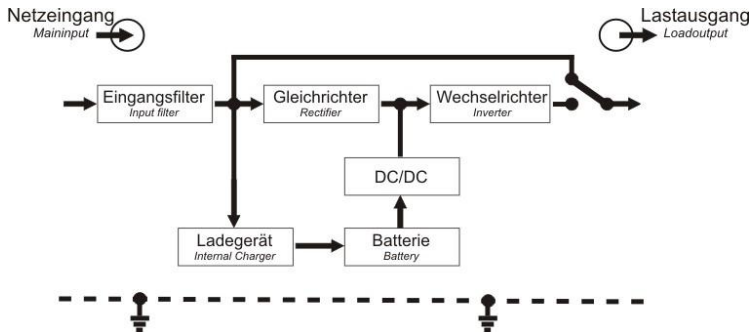 Netzeingang
Maininput
Lastausgang
Loadoutput
Eingangsfilter
Input filter
Gleichrichter
Rectifier
Wechselrichter
Inverter
DC/DC
Ladegerät
Internal Charger
Batterie
Battery